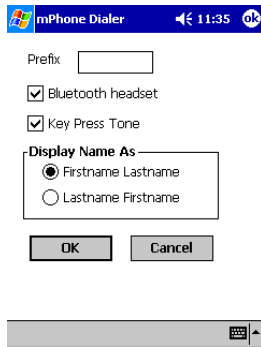 mPhone Dialer 11:35 ok
Prefix
Bluetooth headset
Key Press Tone
Display Name As
Firstname Lastname
Lastname Firstname
OK Cancel